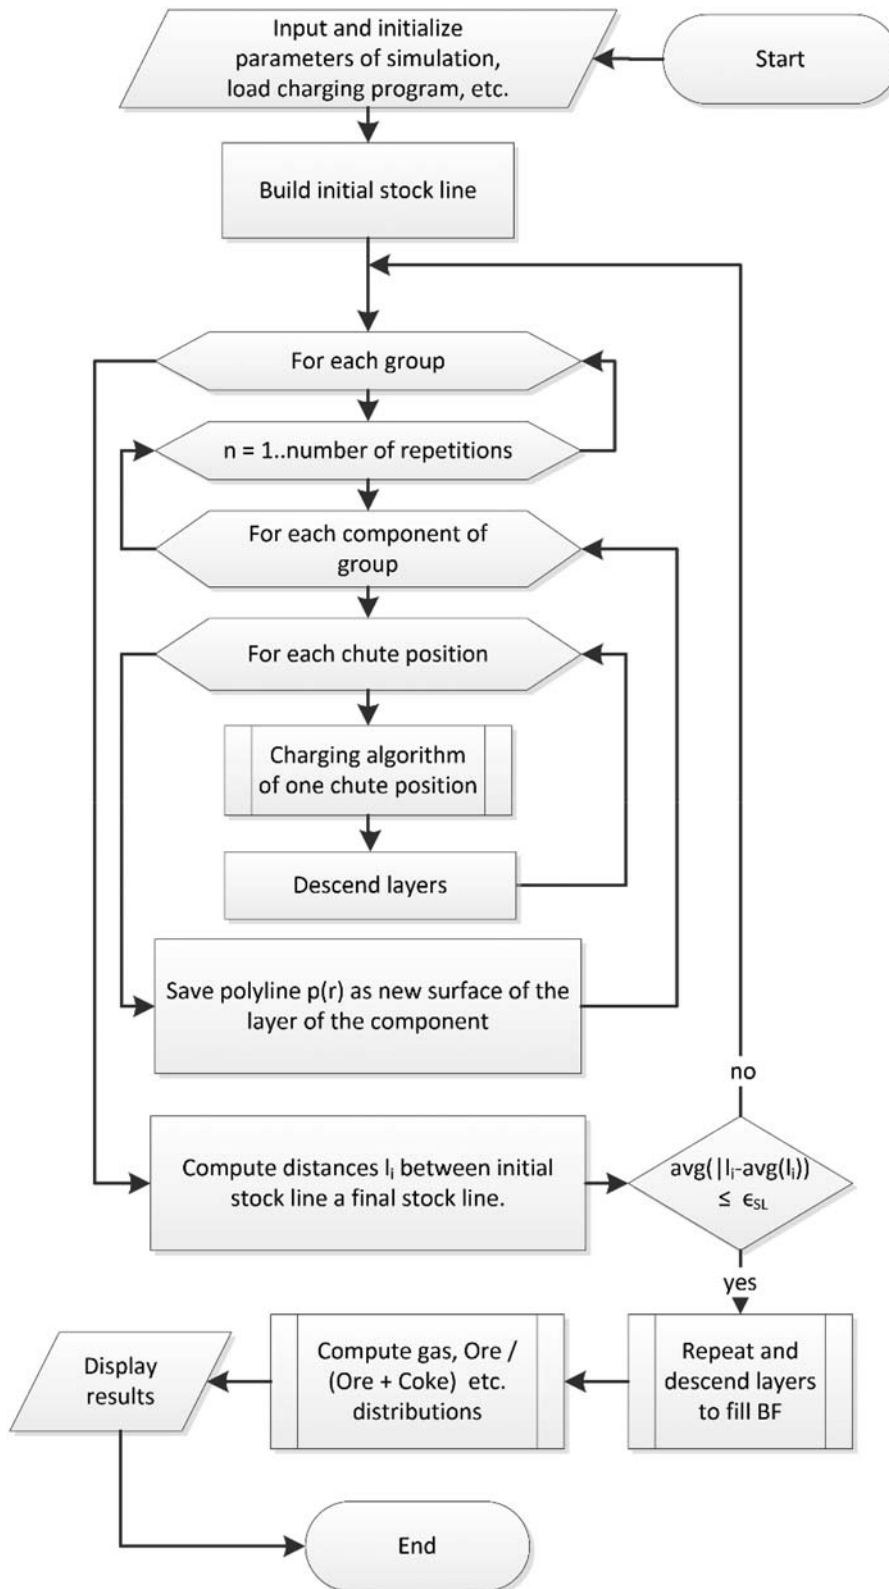 Input and initialize
parameters of simulation,
load charging program, etc.
Start
Build initial stock line
For each group
n = 1..number of repetitions
For each component of
group
For each chute position
Charging algorithm
of one chute position
Descend layers
Save polyline p(r) as new surface of the
layer of the component
no
Compute distances lᵢ between initial
stock line a final stock line.
avg(|lᵢ-avg(lᵢ))
≤ ϵSL
yes
Repeat and
descend layers
to fill BF
Compute gas, Ore /
(Ore + Coke) etc.
distributions
Display
results
End